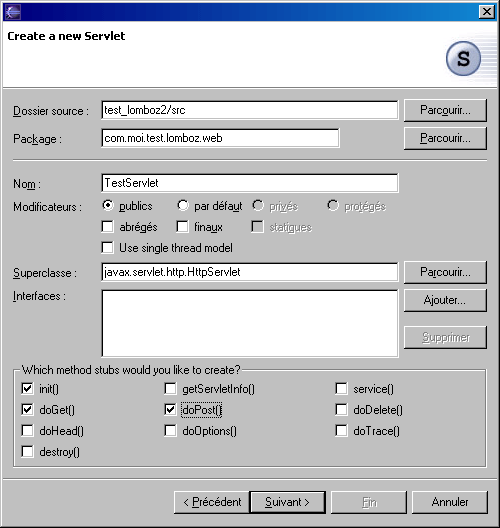 Create a new Servlet
S
Dossier source : test_lomboz2/src Parcourir...
Package : com.moi.test.lomboz.web Parcourir...
Nom : TestServlet
Modificateurs : publics par défaut privés protégés
abrégés finaux statiques
Use single thread model
Superclasse : javax.servlet.http.HttpServlet Parcourir...
Interfaces : Ajouter...
Supprimer
Which method stubs would you like to create?
init() getServletInfo() service()
doGet() doPost() doDelete()
doHead() doOptions() doTrace()
destroy()
< Précédent Suivant > Fin Annuler